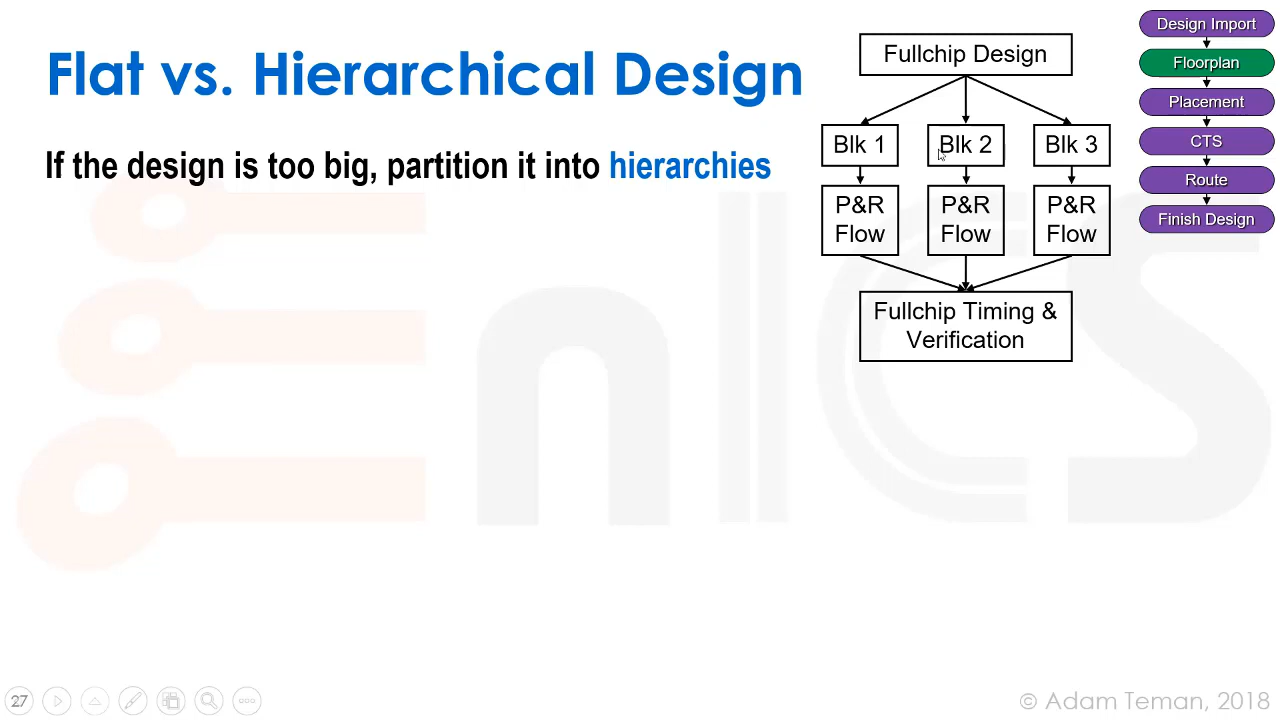 Flat vs. Hierarchical Design
If the design is too big, partition it into hierarchies
Fullchip Design
Blk 1
Blk 2
Blk 3
P&R
Flow
P&R
Flow
P&R
Flow
Fullchip Timing &
Verification
Design Import
Floorplan
Placement
CTS
Route
Finish Design
nICS
27
© Adam Teman, 2018